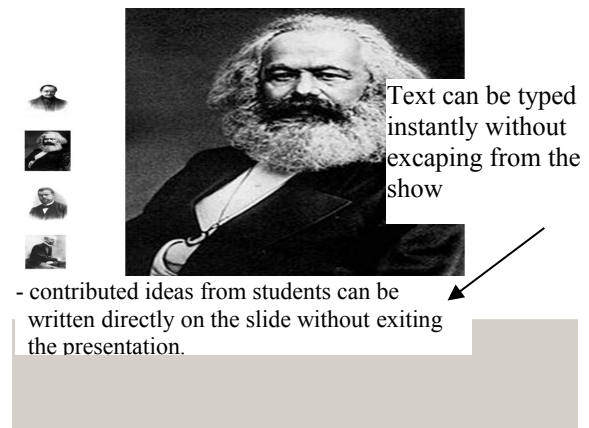 Text can be typed
instantly without
excaping from the
show
- contributed ideas from students can be
written directly on the slide without exiting
the presentation.